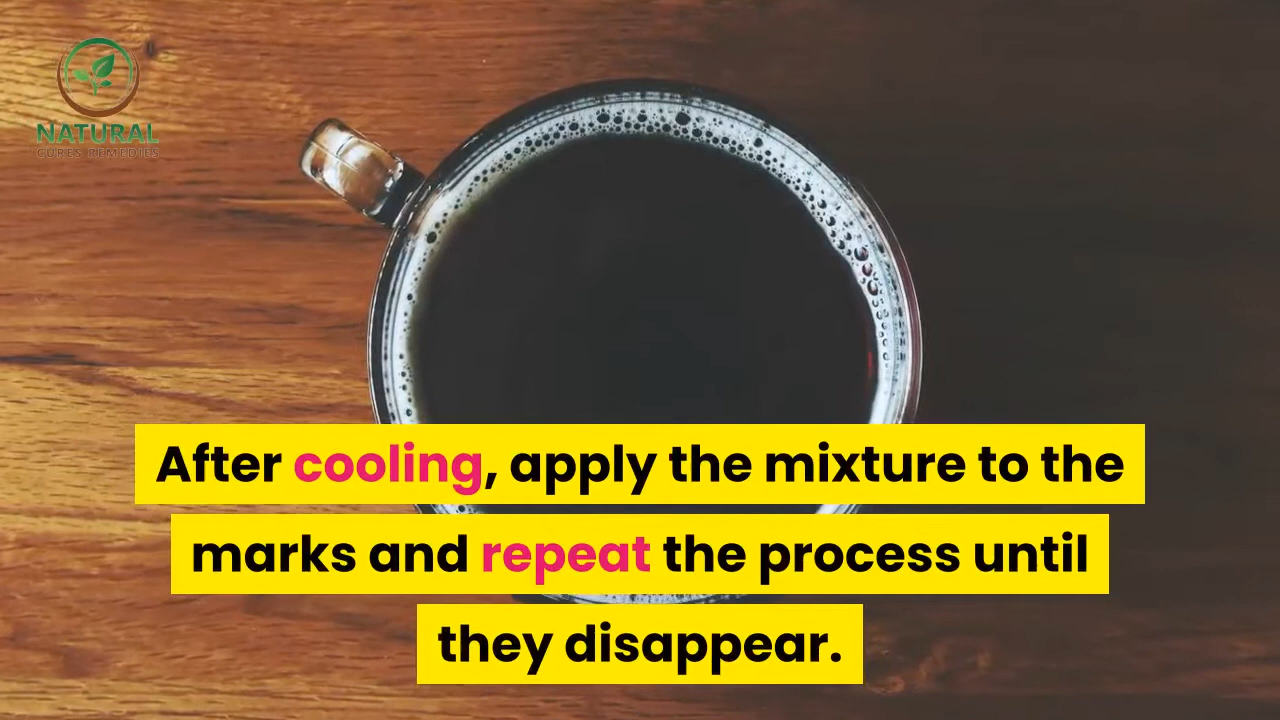 NATURAL
CURES REMEDIES
After cooling, apply the mixture to the
marks and repeat the process until
they disappear.